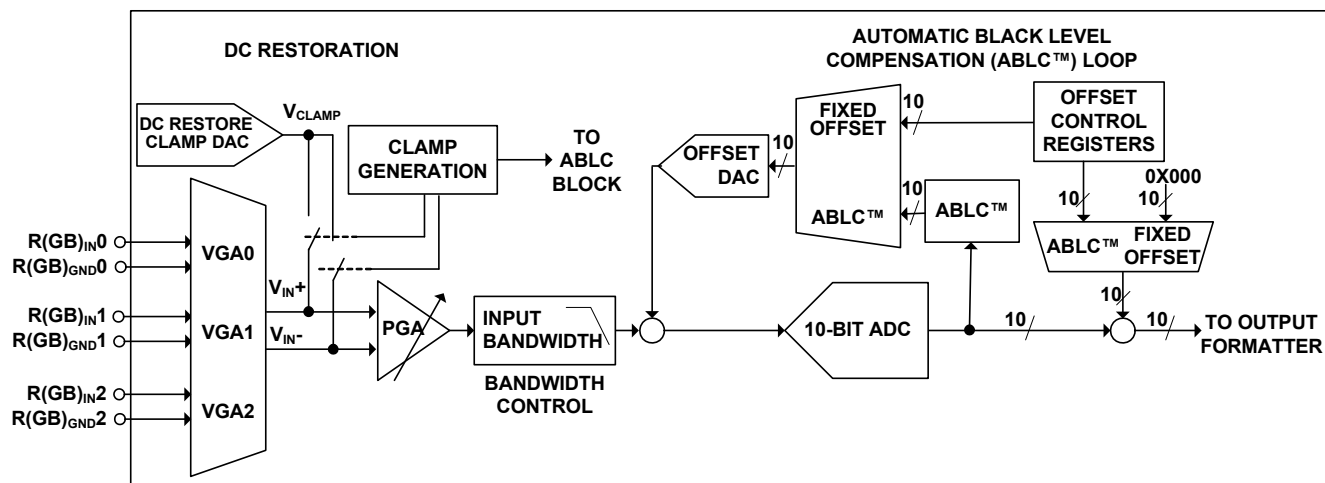 DC RESTORATION
AUTOMATIC BLACK LEVEL
COMPENSATION (ABLC™) LOOP
DC RESTORE
CLAMP DAC
VCLAMP
CLAMP
GENERATION
TO
ABLC
BLOCK
OFFSET
DAC
10
FIXED
OFFSET
ABLC™
10
10
ABLC™
OFFSET
CONTROL
REGISTERS
10
0X000
10
ABLC™
FIXED
OFFSET
10
R(GB)IN0
R(GB)GND0
R(GB)IN1
R(GB)GND1
R(GB)IN2
R(GB)GND2
VGA0
VGA1
VGA2
VIN+
VIN-
PGA
INPUT
BANDWIDTH
BANDWIDTH
CONTROL
10-BIT ADC
10
10
TO OUTPUT
FORMATTER